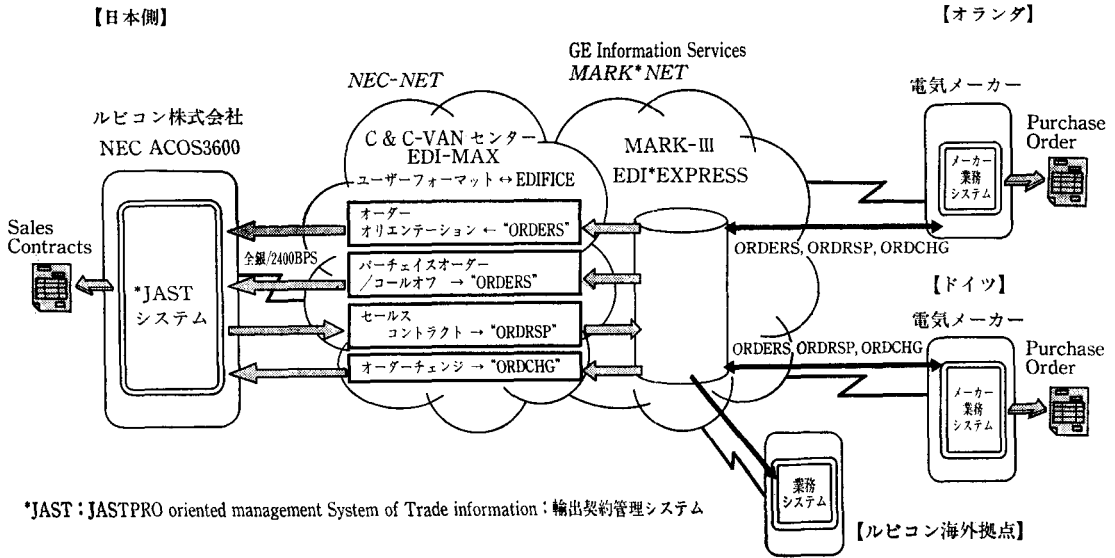 【日本側】
【オランダ】
GE Information Services
MARK*NET
NEC-NET
電気メーカー
ルビコン株式会社
NEC ACOS3600
C & C-VAN センター
EDI-MAX
ユーザーフォーマット ↔ EDIFICE
MARK-III
EDI*EXPRESS
メーカー
業務
システム
Purchase
Order
Sales
Contracts
*JAST
システム
全銀/2400BPS
オーダー
オリエンテーション ← "ORDERS"
パーチェイスオーダー
/コールオフ → "ORDERS"
セールス
コントラクト → "ORDRSP"
オーダーチェンジ → "ORDCHG"
ORDERS, ORDRSP, ORDCHG
【ドイツ】
電気メーカー
ORDERS, ORDRSP, ORDCHG
メーカー
業務
システム
Purchase
Order
業務
システム
【ルビコン海外拠点】
*JAST：JASTPRO oriented management System of Trade information：輸出契約管理システム